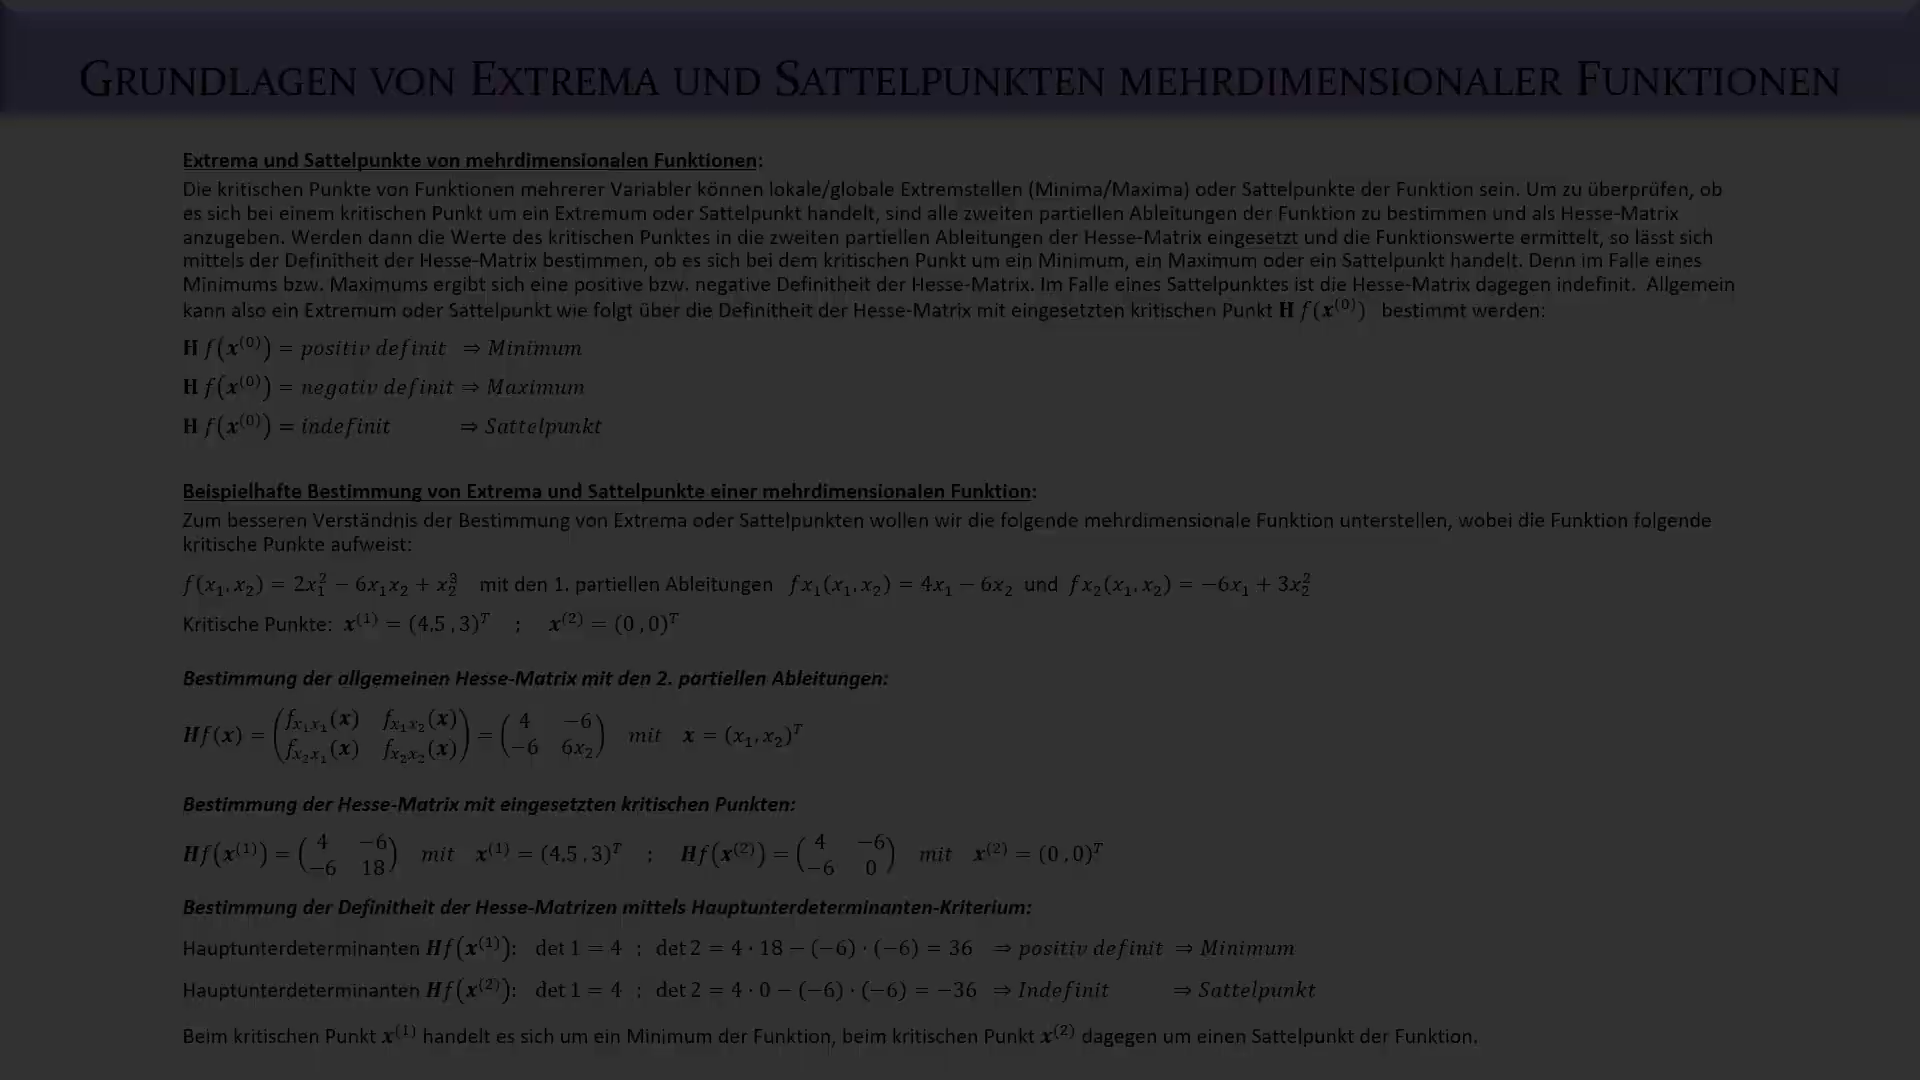 GRUNDLAGEN VON EXTREMA UND SATTELPUNKTEN MEHRDIMENSIONALER FUNKTIONEN
Extrema und Sattelpunkte von mehrdimensionalen Funktionen:
Die kritischen Punkte von Funktionen mehrerer Variabler können lokale/globale Extremstellen (Minima/Maxima) oder Sattelpunkte der Funktion sein. Um zu überprüfen, ob
es sich bei einem kritischen Punkt um ein Extremum oder Sattelpunkt handelt, sind alle zweiten partiellen Ableitungen der Funktion zu bestimmen und als Hesse-Matrix
anzugeben. Werden dann die Werte des kritischen Punktes in die zweiten partiellen Ableitungen der Hesse-Matrix eingesetzt und die Funktionswerte ermittelt, so lässt sich
mittels der Definitheit der Hesse-Matrix bestimmen, ob es sich bei dem kritischen Punkt um ein Minimum, ein Maximum oder ein Sattelpunkt handelt. Denn im Falle eines
Minimums bzw. Maximums ergibt sich eine positive bzw. negative Definitheit der Hesse-Matrix. Im Falle eines Sattelpunktes ist die Hesse-Matrix dagegen indefinit. Allgemein
kann also ein Extremum oder Sattelpunkt wie folgt über die Definitheit der Hesse-Matrix mit eingesetzten kritischen Punkt H f(x⁽⁰⁾) bestimmt werden:
H f(x⁽⁰⁾) = positiv definit ⇒ Minimum
H f(x⁽⁰⁾) = negativ definit ⇒ Maximum
H f(x⁽⁰⁾) = indefinit ⇒ Sattelpunkt
Beispielhafte Bestimmung von Extrema und Sattelpunkte einer mehrdimensionalen Funktion:
Zum besseren Verständnis der Bestimmung von Extrema oder Sattelpunkten wollen wir die folgende mehrdimensionale Funktion unterstellen, wobei die Funktion folgende
kritische Punkte aufweist:
f(x₁,x₂) = 2x₁² − 6x₁x₂ + x₂³ mit den 1. partiellen Ableitungen fx₁(x₁,x₂) = 4x₁ − 6x₂ und fx₂(x₁,x₂) = −6x₁ + 3x₂²
Kritische Punkte: x⁽¹⁾ = (4,5 , 3)ᵀ ; x⁽²⁾ = (0 , 0)ᵀ
Bestimmung der allgemeinen Hesse-Matrix mit den 2. partiellen Ableitungen:
Hf(x) = (fx₁x₁(x) fx₁x₂(x) fx₂x₁(x) fx₂x₂(x)) = (4 −6 −6 6x₂) mit x = (x₁,x₂)ᵀ
Bestimmung der Hesse-Matrix mit eingesetzten kritischen Punkten:
Hf(x⁽¹⁾) = (4 −6 −6 18) mit x⁽¹⁾ = (4,5 , 3)ᵀ ; Hf(x⁽²⁾) = (4 −6 −6 0) mit x⁽²⁾ = (0 , 0)ᵀ
Bestimmung der Definitheit der Hesse-Matrizen mittels Hauptunterdeterminanten-Kriterium:
Hauptunterdeterminanten Hf(x⁽¹⁾): det 1 = 4 ; det 2 = 4 · 18 − (−6) · (−6) = 36 ⇒ positiv definit ⇒ Minimum
Hauptunterdeterminanten Hf(x⁽²⁾): det 1 = 4 ; det 2 = 4 · 0 − (−6) · (−6) = −36 ⇒ Indefinit ⇒ Sattelpunkt
Beim kritischen Punkt x⁽¹⁾ handelt es sich um ein Minimum der Funktion, beim kritischen Punkt x⁽²⁾ dagegen um einen Sattelpunkt der Funktion.